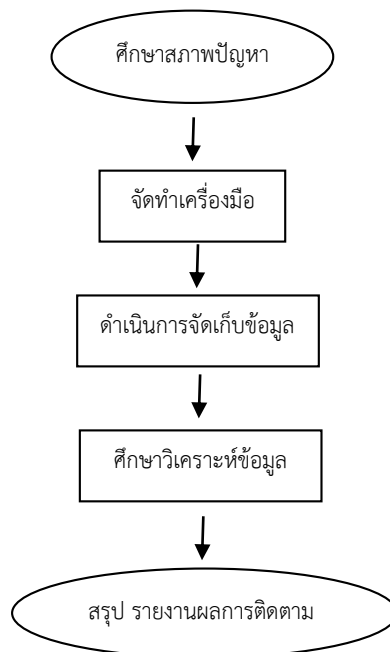 ศึกษาสภาพปัญหา
จัดทำเครื่องมือ
ดำเนินการจัดเก็บข้อมูล
ศึกษาวิเคราะห์ข้อมูล
สรุป รายงานผลการติดตาม